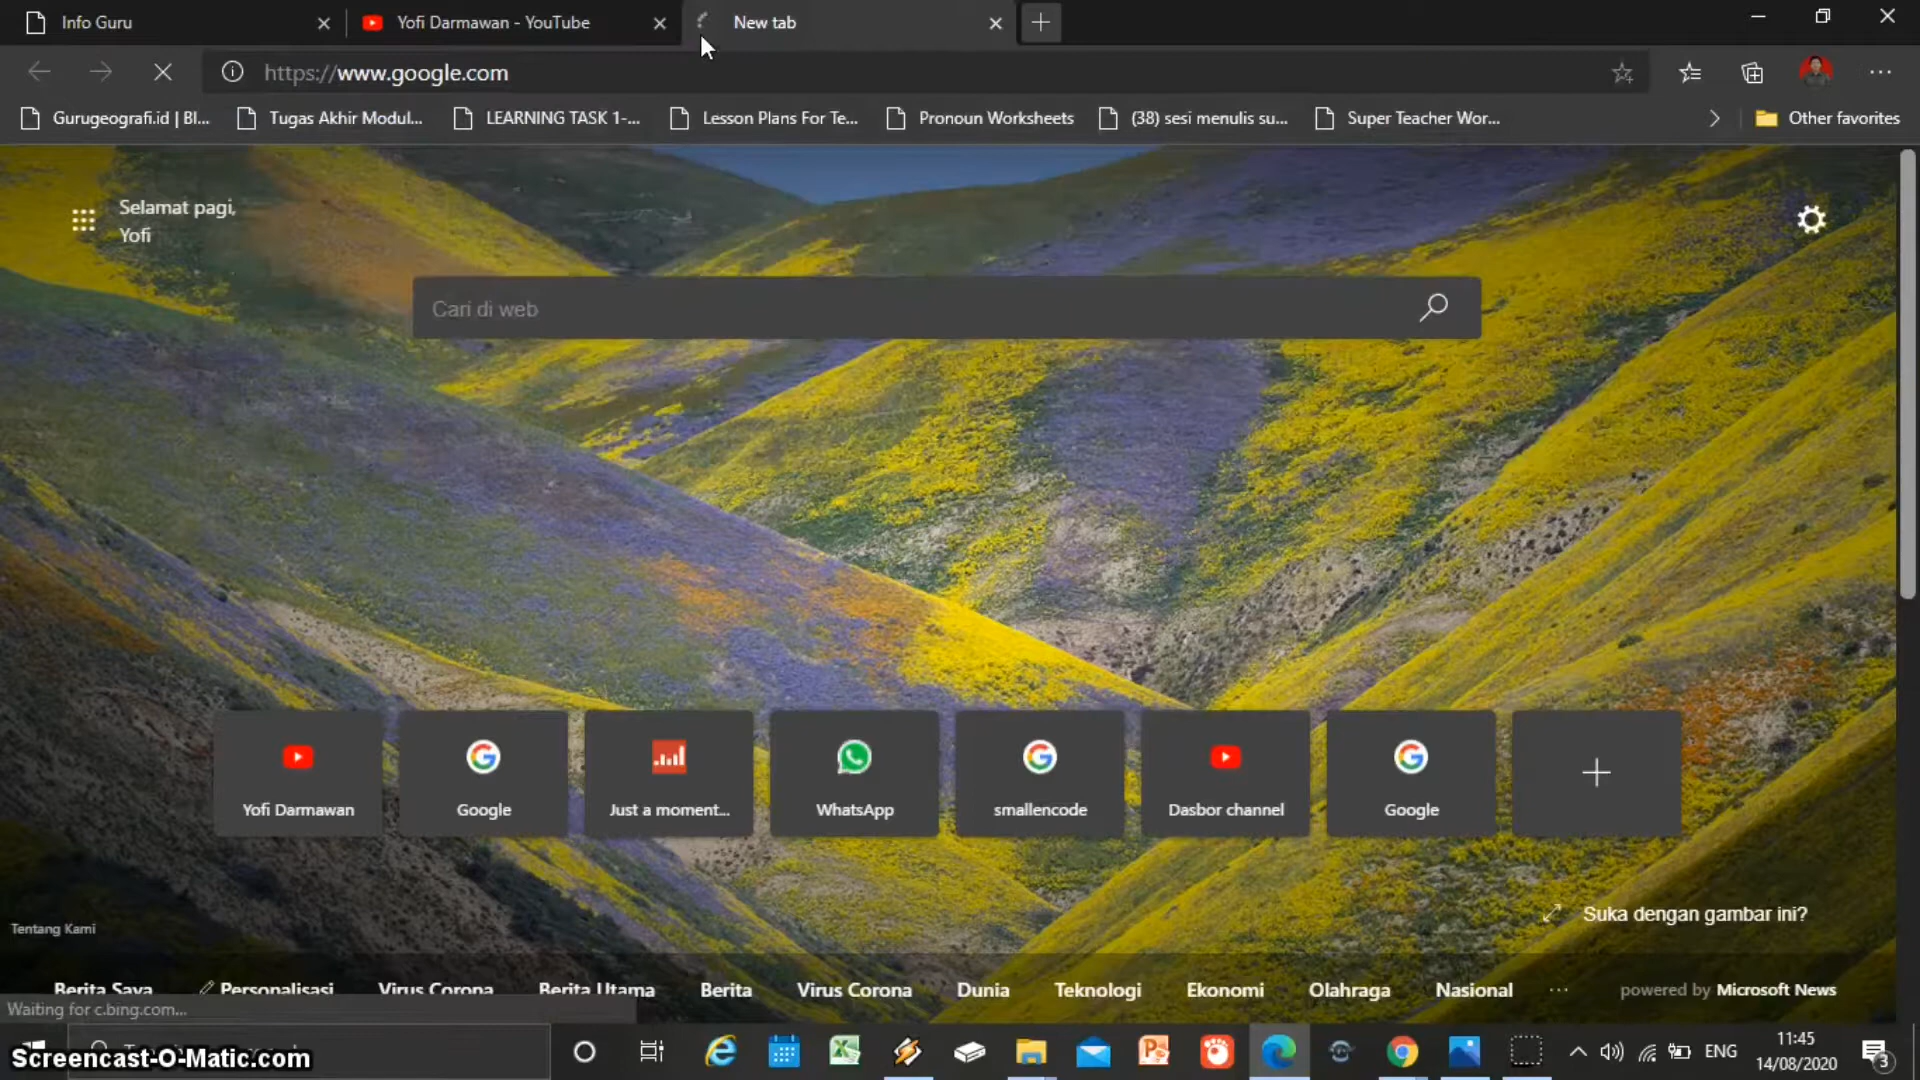 Info Guru
Yofi Darmawan - YouTube
New tab
https://www.google.com
Gurugeografi.id | Bl...
Tugas Akhir Modul...
LEARNING TASK 1-...
Lesson Plans For Te...
Pronoun Worksheets
(38) sesi menulis su...
Super Teacher Wor...
Other favorites
Selamat pagi,
Yofi
Cari di web
Yofi Darmawan
Google
Just a moment...
WhatsApp
smallencode
Dasbor channel
Google
Tentang Kami
Suka dengan gambar ini?
Berita Saya
Personalisasi
Virus Corona
Berita Utama
Berita
Virus Corona
Dunia
Teknologi
Ekonomi
Olahraga
Nasional
powered by Microsoft News
Waiting for c.bing.com...
Screencast-O-Matic.com
ENG
11:45
14/08/2020
3